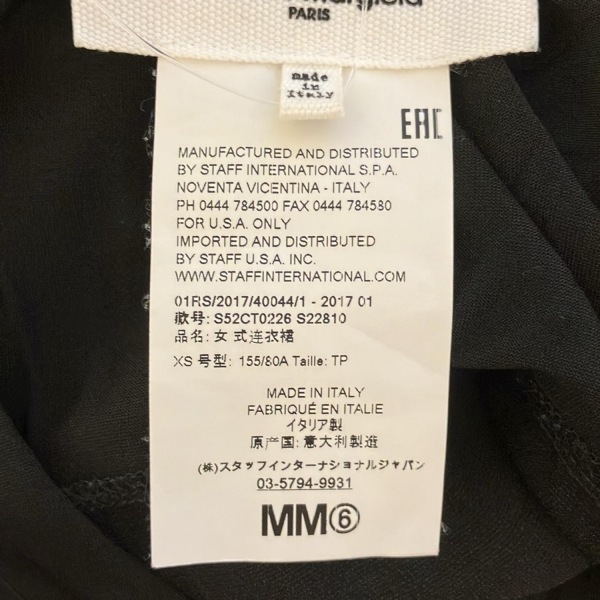 PARIS
made
in
Italy
EAC
MANUFACTURED AND DISTRIBUTED
BY STAFF INTERNATIONAL S.P.A.
NOVENTA VICENTINA - ITALY
PH 0444 784500 FAX 0444 784580
FOR U.S.A. ONLY
IMPORTED AND DISTRIBUTED
BY STAFF U.S.A. INC.
WWW.STAFFINTERNATIONAL.COM
01RS/2017/40044/1 - 2017 01
款号: S52CT0226 S22810
品名: 女式连衣裙
XS 号型: 155/80A Taille: TP
MADE IN ITALY
FABRIQUÉ EN ITALIE
イタリア製
原产国: 意大利製造
(株)スタッフインターナショナルジャパン
03-5794-9931
MM⑥